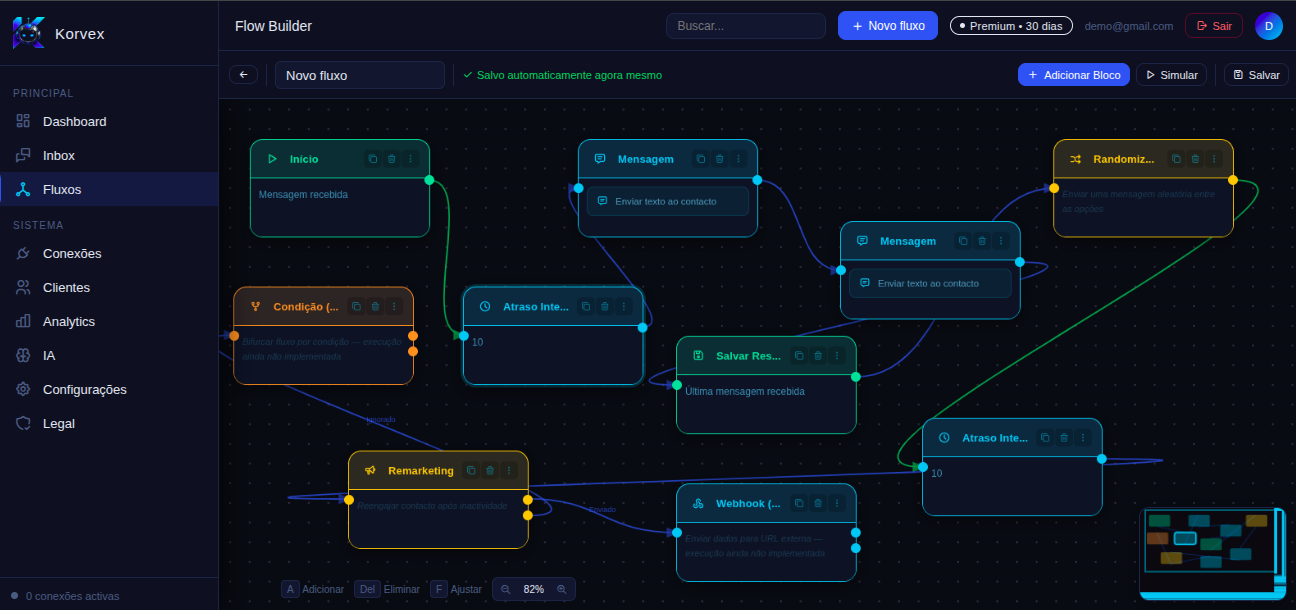 Korvex
Flow Builder
Buscar...
+ Novo fluxo
Premium • 30 dias
demo@gmail.com
Sair
D
Novo fluxo
Salvo automaticamente agora mesmo
+ Adicionar Bloco
Simular
Salvar
PRINCIPAL
Dashboard
Inbox
Fluxos
SISTEMA
Conexões
Clientes
Analytics
IA
Configurações
Legal
0 conexões activas
Início
Mensagem recebida
Mensagem
Enviar texto ao contacto
Randomiz...
Enviar uma mensagem aleatória entre
as opções
Mensagem
Enviar texto ao contacto
Condição (...
Bifurcar fluxo por condição — execução
ainda não implementada
Atraso Inte...
10
Salvar Res...
Última mensagem recebida
Ignorado
Atraso Inte...
10
Remarketing
Reengajar contacto após inactividade
Enviado
Webhook (...
Enviar dados para URL externa —
execução ainda não implementada
A Adicionar
Del Eliminar
F Ajustar
82%